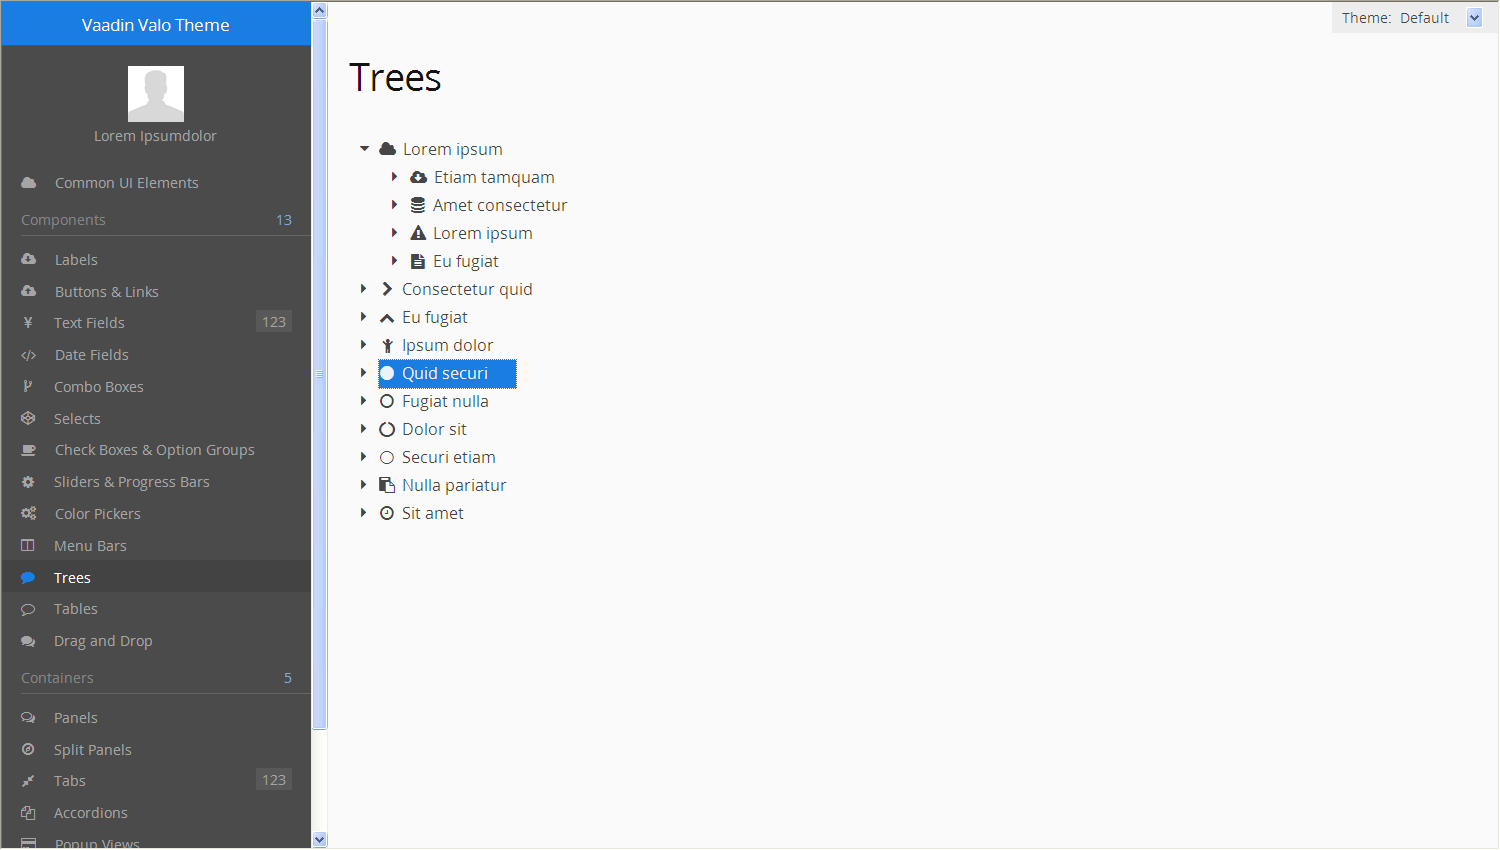 Vaadin Valo Theme
Lorem Ipsumdolor
Common UI Elements
Components 13
Labels
Buttons & Links
Text Fields 123
Date Fields
Combo Boxes
Selects
Check Boxes & Option Groups
Sliders & Progress Bars
Color Pickers
Menu Bars
Trees
Tables
Drag and Drop
Containers 5
Panels
Split Panels
Tabs 123
Accordions
Popup Views
Theme: Default
Trees
Lorem ipsum
Etiam tamquam
Amet consectetur
Lorem ipsum
Eu fugiat
Consectetur quid
Eu fugiat
Ipsum dolor
Quid securi
Fugiat nulla
Dolor sit
Securi etiam
Nulla pariatur
Sit amet